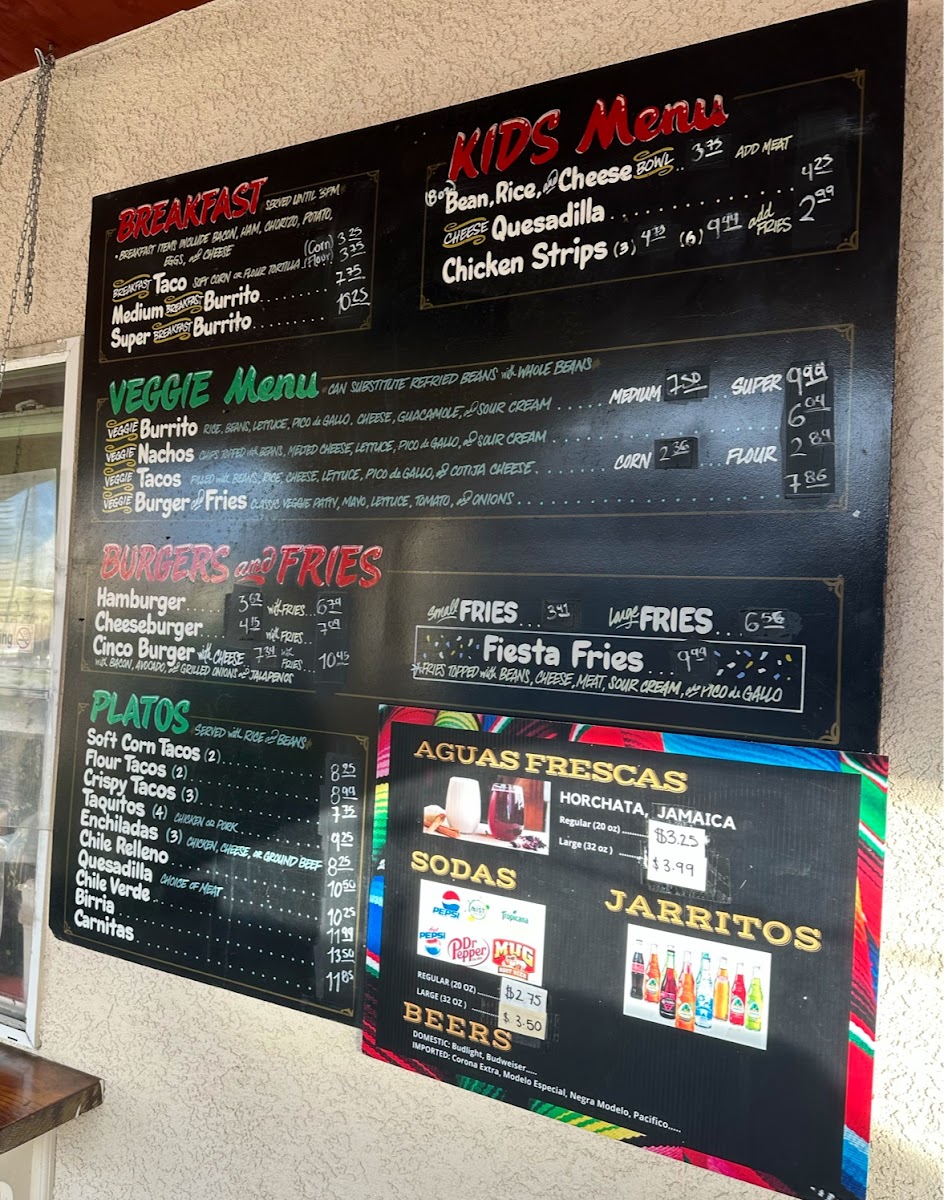 BREAKFAST SERVED UNTIL 3PM
• BREAKFAST ITEMS INCLUDE BACON, HAM, CHORIZO, POTATO,
EGGS, and CHEESE
BREAKFAST Taco SOFT CORN or FLOUR TORTILLA (Corn) 3.25
(Flour) 3.35
Medium BREAKFAST Burrito 7.75
Super BREAKFAST Burrito 10.25
KIDS Menu
(8oz) Bean, Rice, and Cheese BOWL 3.75 ADD MEAT
CHEESE Quesadilla 4.25
Chicken Strips (3) 4.73 (6) 9.49 add FRIES 2.99
VEGGIE Menu CAN SUBSTITUTE REFRIED BEANS with WHOLE BEANS
VEGGIE Burrito RICE, BEANS, LETTUCE, PICO de GALLO, CHEESE, GUACAMOLE, and SOUR CREAM MEDIUM 7.50 SUPER 9.99
VEGGIE Nachos CHIPS TOPPED with BEANS, MELTED CHEESE, LETTUCE, PICO de GALLO, and SOUR CREAM 6.04
VEGGIE Tacos FILLED with BEANS, RICE, CHEESE, LETTUCE, PICO de GALLO, and COTIJA CHEESE CORN 2.36 FLOUR 2.89
VEGGIE Burger and Fries CLASSIC VEGGIE PATTY, MAYO, LETTUCE, TOMATO, and ONIONS 7.86
BURGERS and FRIES
Hamburger 3.62 with FRIES 6.79
Cheeseburger 4.15 with FRIES 7.09
Cinco Burger with CHEESE 7.34 with FRIES 10.45
with BACON, AVOCADO, and GRILLED ONIONS and JALAPENOS
Small FRIES 3.41 Large FRIES 6.56
Fiesta Fries 9.99
*FRIES TOPPED with BEANS, CHEESE, MEAT, SOUR CREAM, and PICO de GALLO
PLATOS SERVED with RICE and BEANS
Soft Corn Tacos (2) 8.25
Flour Tacos (2) 8.99
Crispy Tacos (3) 7.75
Taquitos (4) CHICKEN OR PORK 9.25
Enchiladas (3) CHICKEN, CHEESE, OR GROUND BEEF 8.25
Chile Relleno 10.50
Quesadilla CHOICE OF MEAT 10.25
Chile Verde 11.99
Birria 13.50
Carnitas 11.85
AGUAS FRESCAS
HORCHATA, JAMAICA
Regular (20 oz) $3.25
Large (32 oz ) $3.99
SODAS
PEPSI MIST Tropicana
PEPSI Dr Pepper MUG ROOT BEER
REGULAR (20 OZ) $2.75
LARGE (32 OZ ) $3.50
JARRITOS
BEERS
DOMESTIC: Budlight, Budweiser.....
IMPORTED: Corona Extra, Modelo Especial, Negra Modelo, Pacifico.....